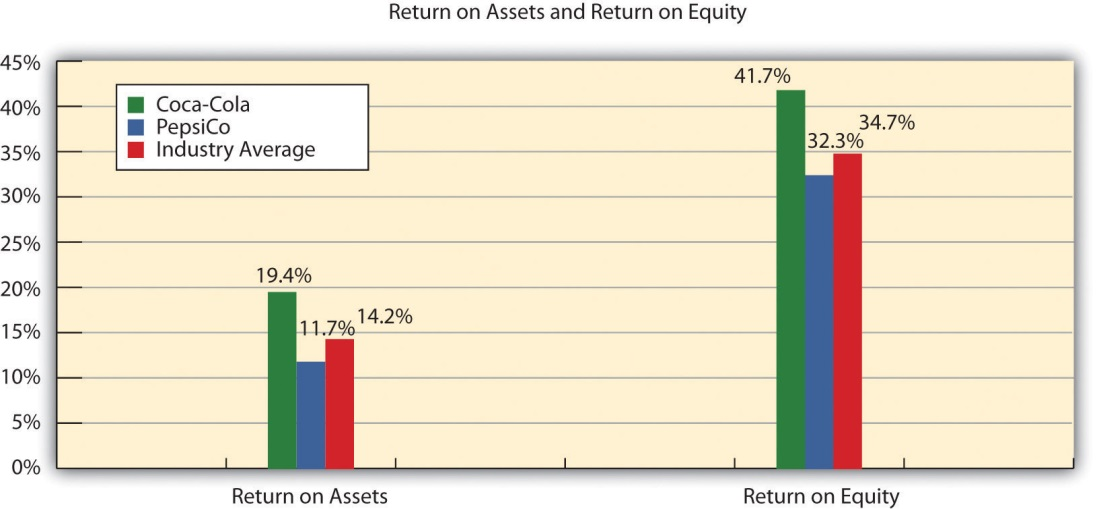 Return on Assets and Return on Equity
45%
40%
35%
30%
25%
20%
15%
10%
5%
0%
Coca-Cola
PepsiCo
Industry Average
19.4%
11.7%
14.2%
41.7%
32.3%
34.7%
Return on Assets
Return on Equity